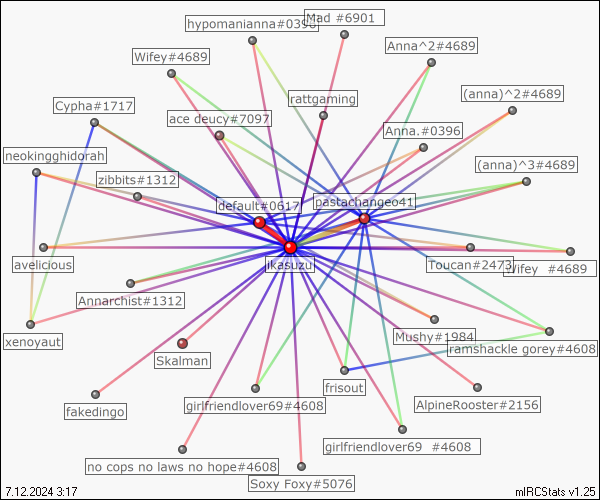 Mad #6901
hypomanianna#0396
Anna^2#4689
Wifey#4689
(anna)^2#4689
rattgaming
Cypha#1717
ace deucy#7097
Anna.#0396
neokingghidorah
(anna)^3#4689
zibbits#1312
default#0617
pastachangeo41
avelicious
ikasuzu
Toucan#2473
Wifey #4689
Annarchist#1312
xenoyaut
Mushy#1984
ramshackle gorey#4608
Skalman
frisout
fakedingo
girlfriendlover69#4608
AlpineRooster#2156
girlfriendlover69 #4608
no cops no laws no hope#4608
Soxy Foxy#5076
7.12.2024 3:17
mIRCStats v1.25